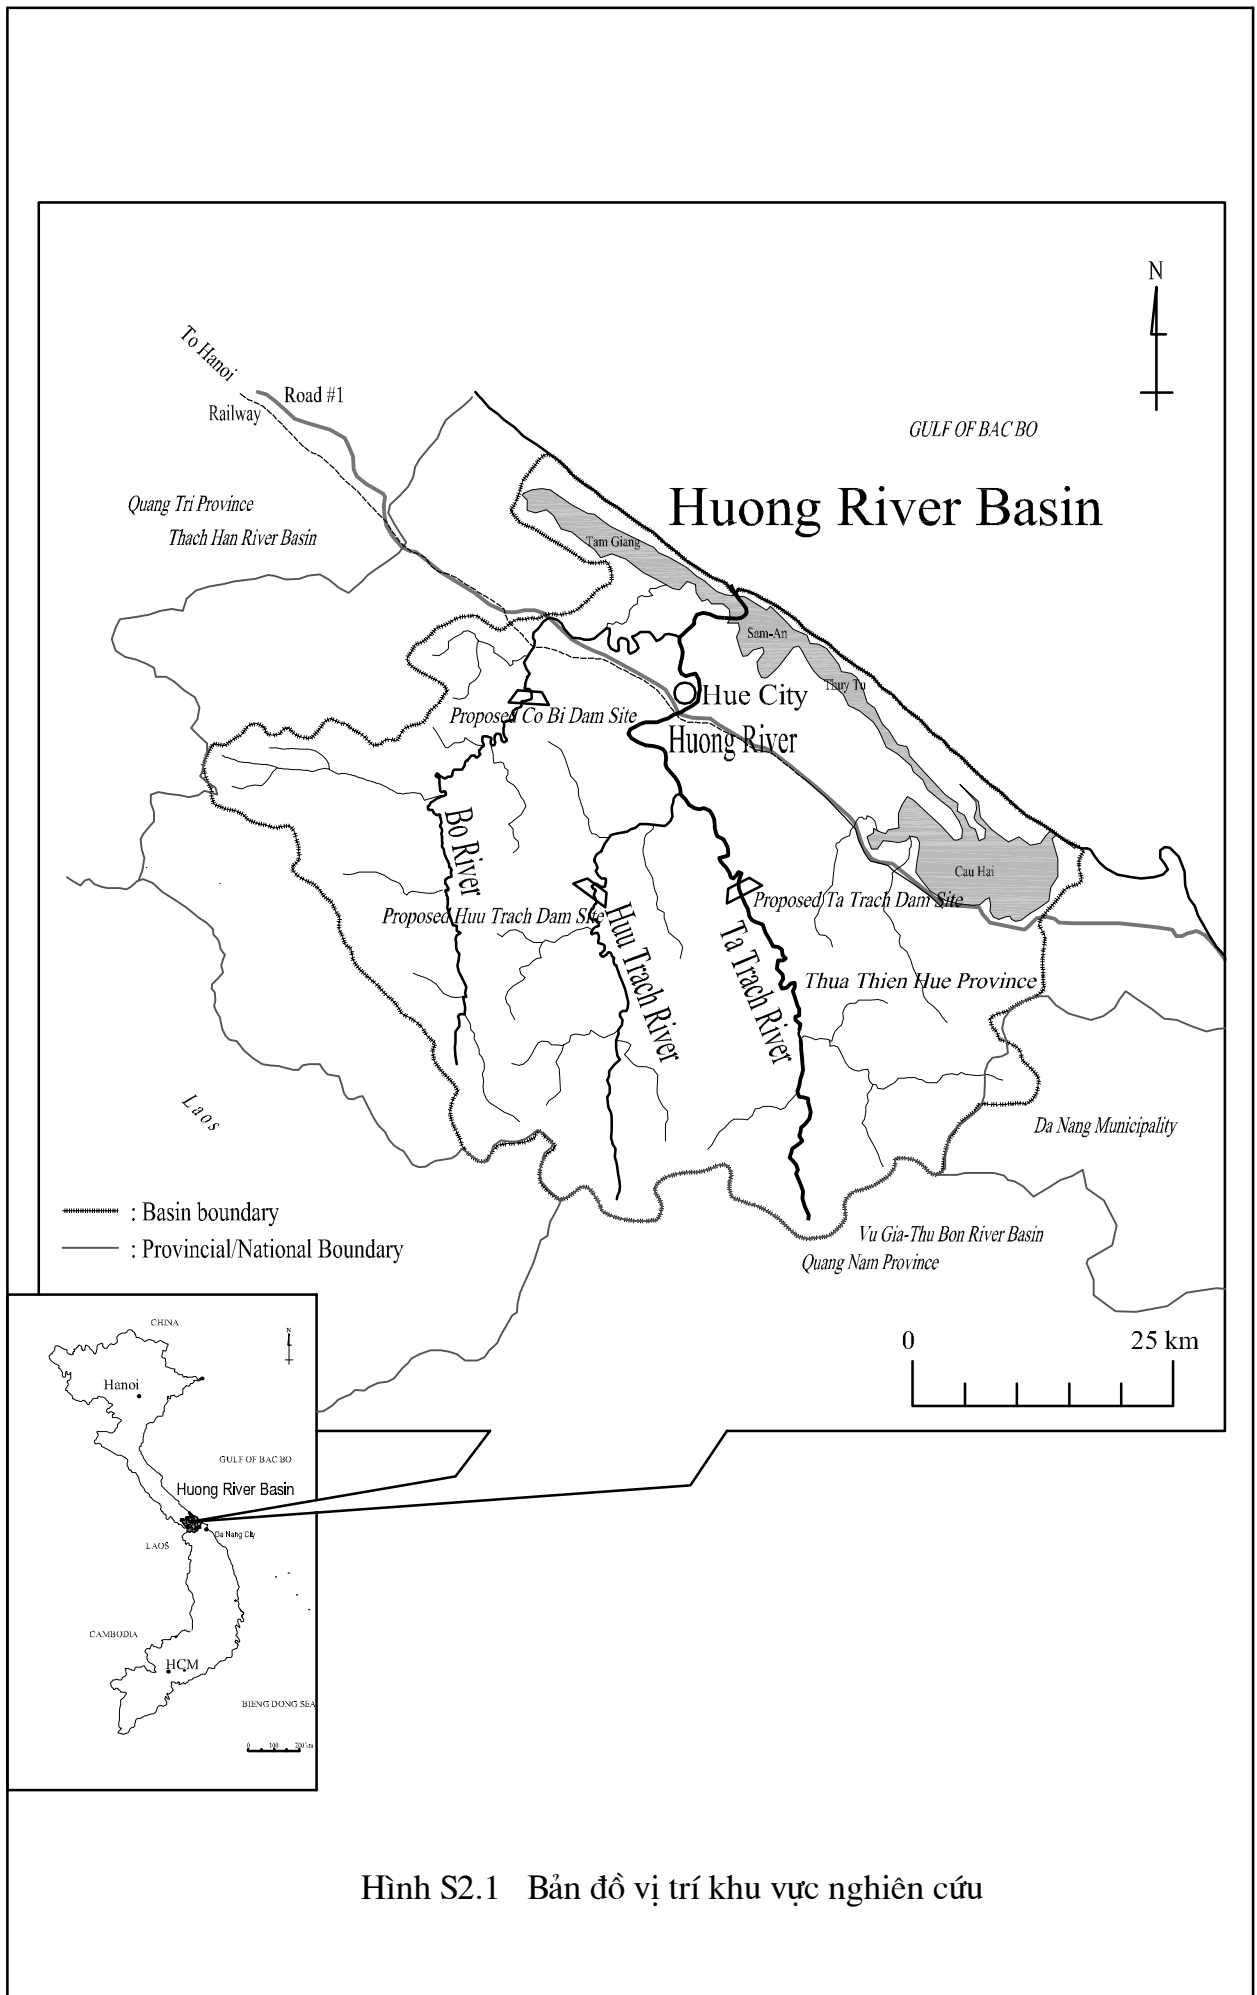 N
To Hanoi
Road #1
Railway
GULF OF BAC BO
Huong River Basin
Quang Tri Province
Thach Han River Basin
Tam Giang
Sam-An
Thuy Tu
Hue City
Proposed Co Bi Dam Site
Huong River
Bo River
Cau Hai
Proposed Ta Trach Dam Site
Proposed Huu Trach Dam Site
Huu Trach River
Ta Trach River
Thua Thien Hue Province
Laos
Da Nang Municipality
: Basin boundary
: Provincial/National Boundary
Vu Gia-Thu Bon River Basin
Quang Nam Province
0 25 km
CHINA
N
Hanoi
GULF OF BAC BO
Huong River Basin
Da Nang City
LAOS
CAMBODIA
HCM
BIENG DONG SEA
0 100 200 km
Hình S2.1 Bản đồ vị trí khu vực nghiên cứu